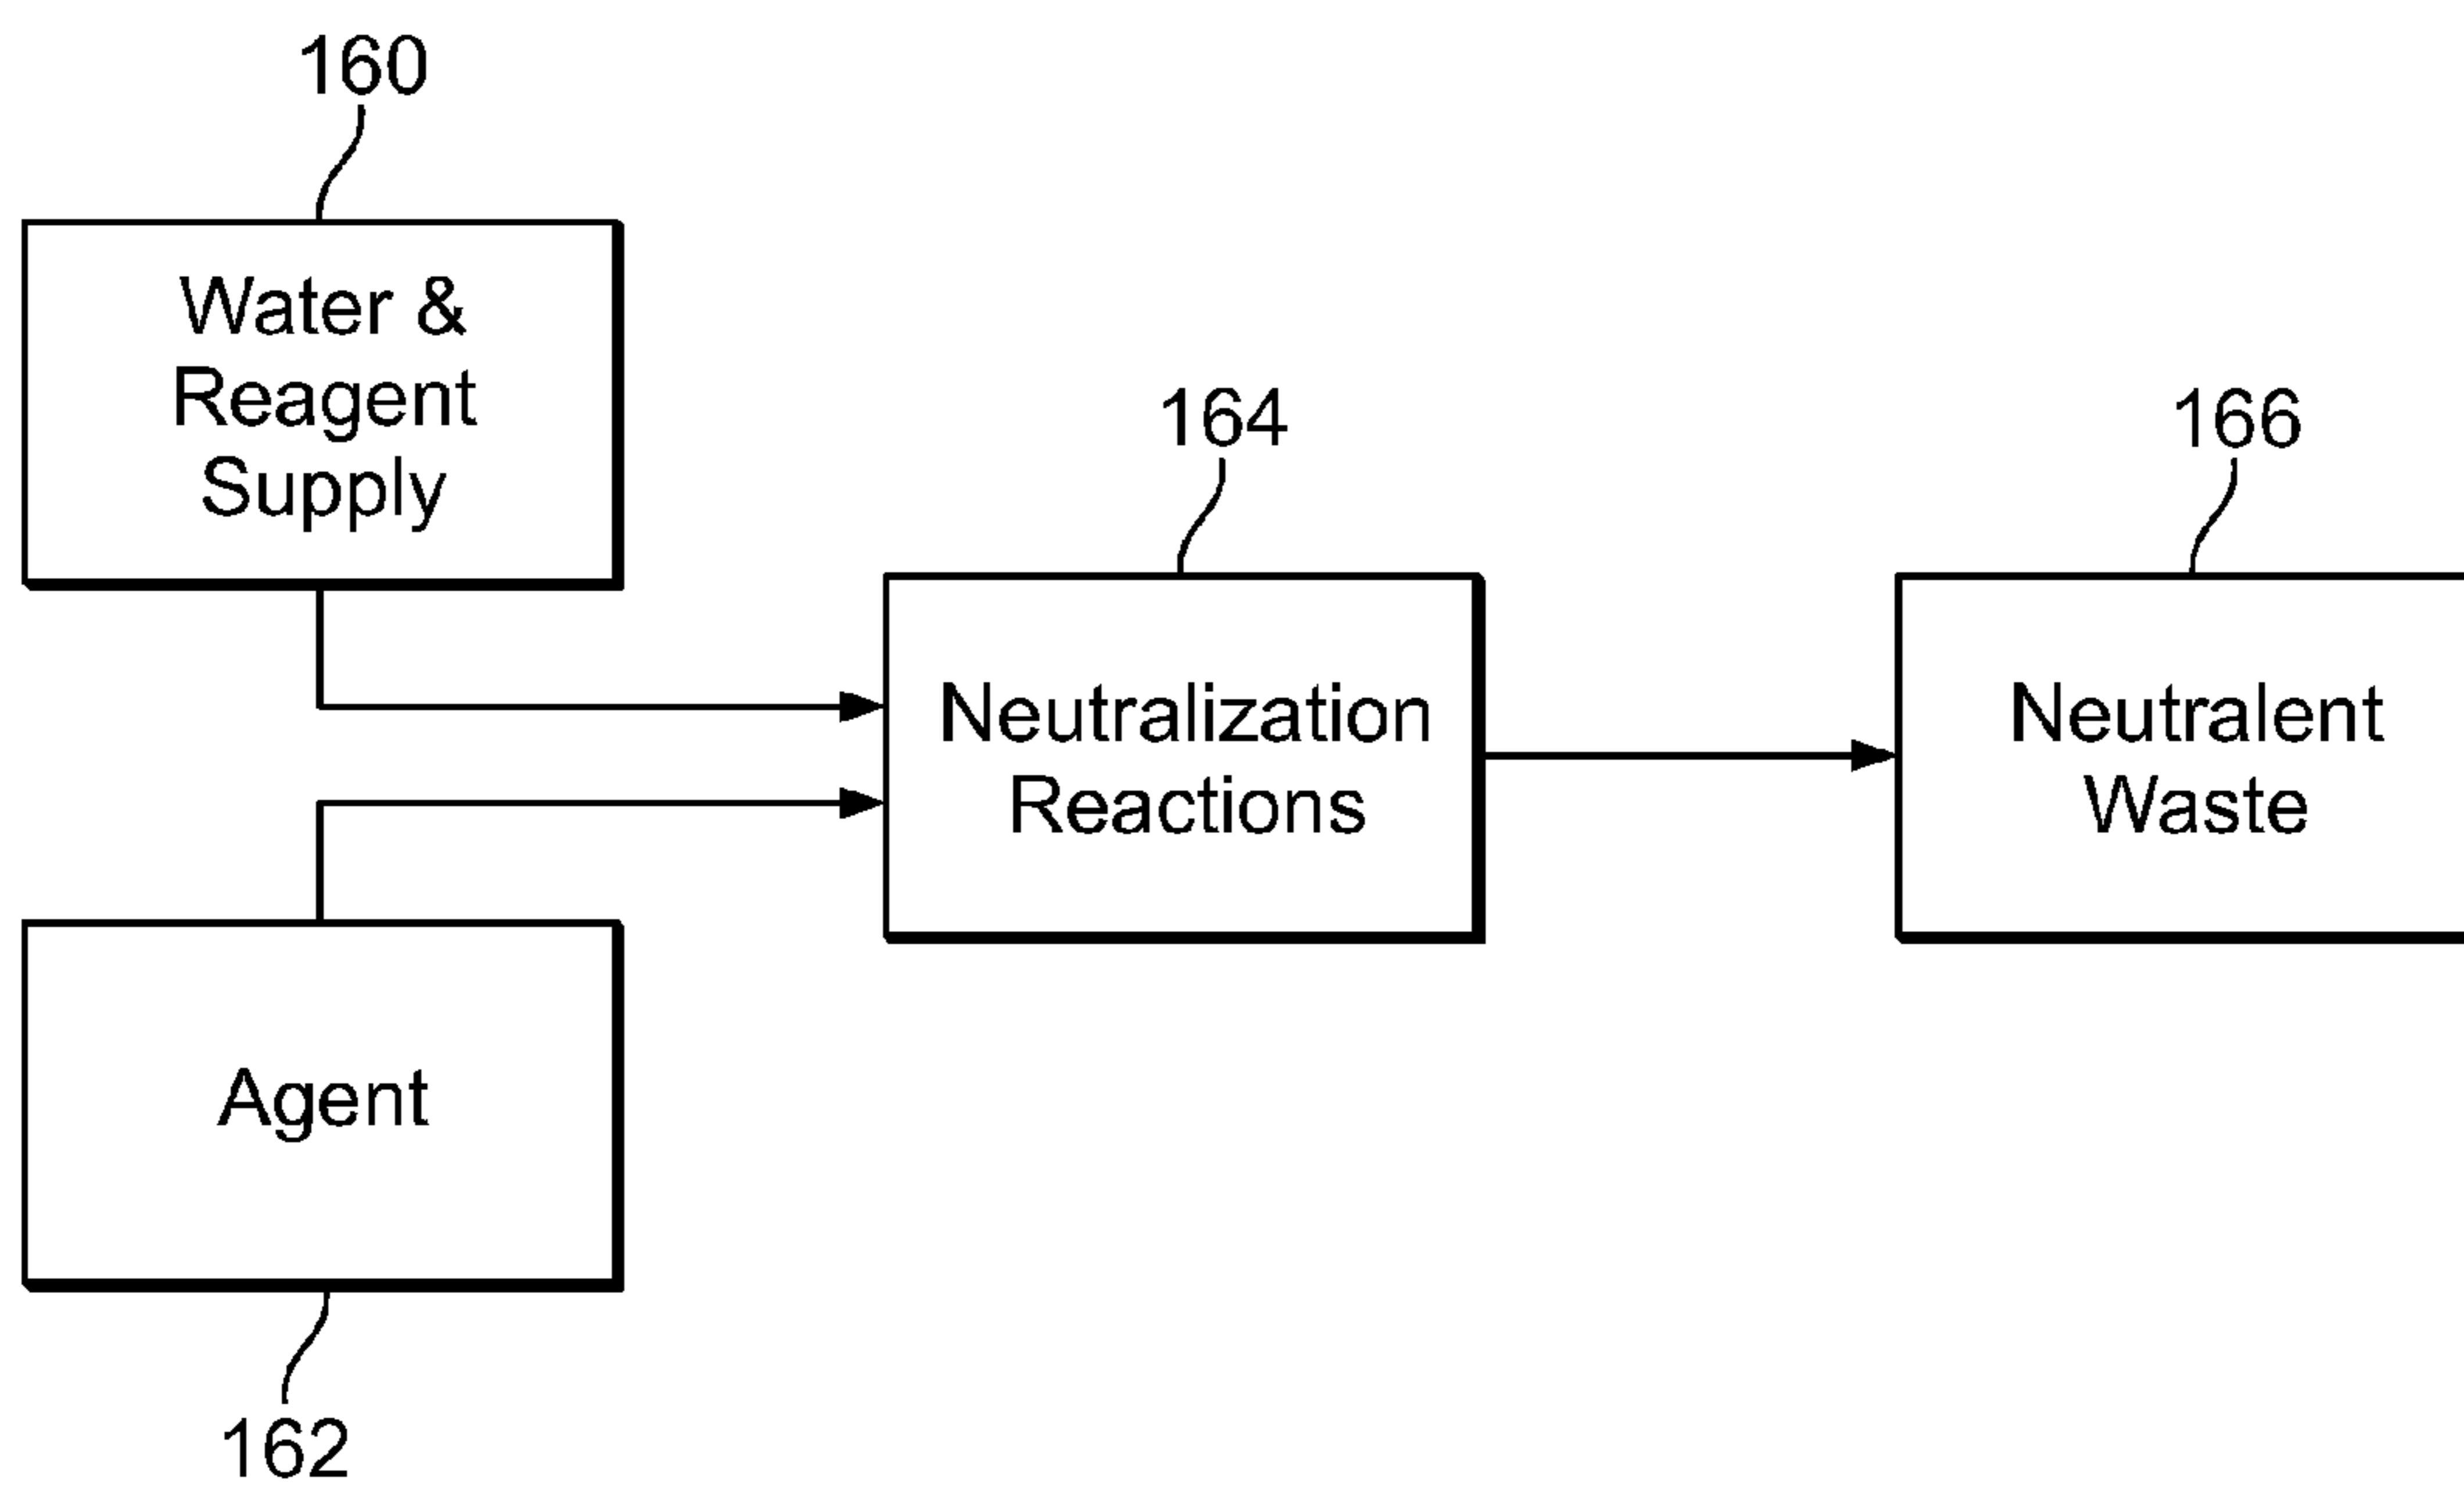 160
Water &
Reagent
Supply
164
Neutralization
Reactions
166
Neutralent
Waste
Agent
162